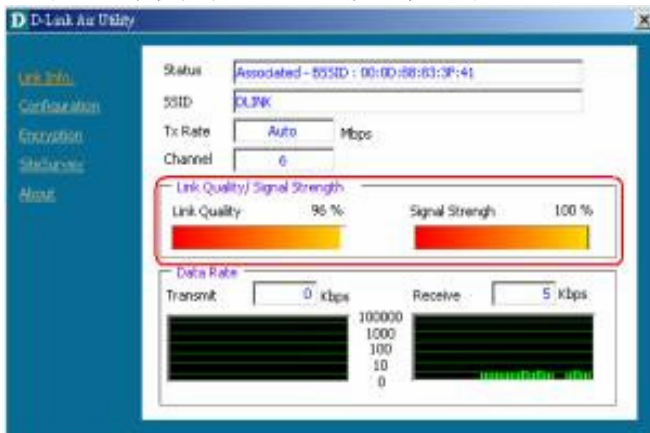 D D-Link Air Utility
Link Info.
Configuration
Encryption
SiteSurvey
About
Status Associated - BSSID : 00:0D:88:83:3F:41
SSID DLINK
Tx Rate Auto Mbps
Channel 6
Link Quality/ Signal Strength
Link Quality 96 % Signal Strengh 100 %
Data Rate
Transmit 0 Kbps Receive 5 Kbps
100000
1000
100
10
0